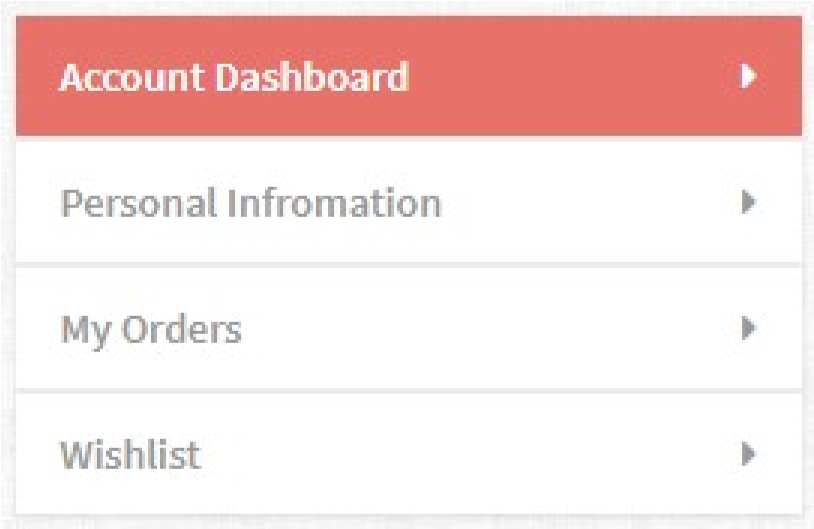 Account Dashboard
Personal Infromation
My Orders
Wishlist